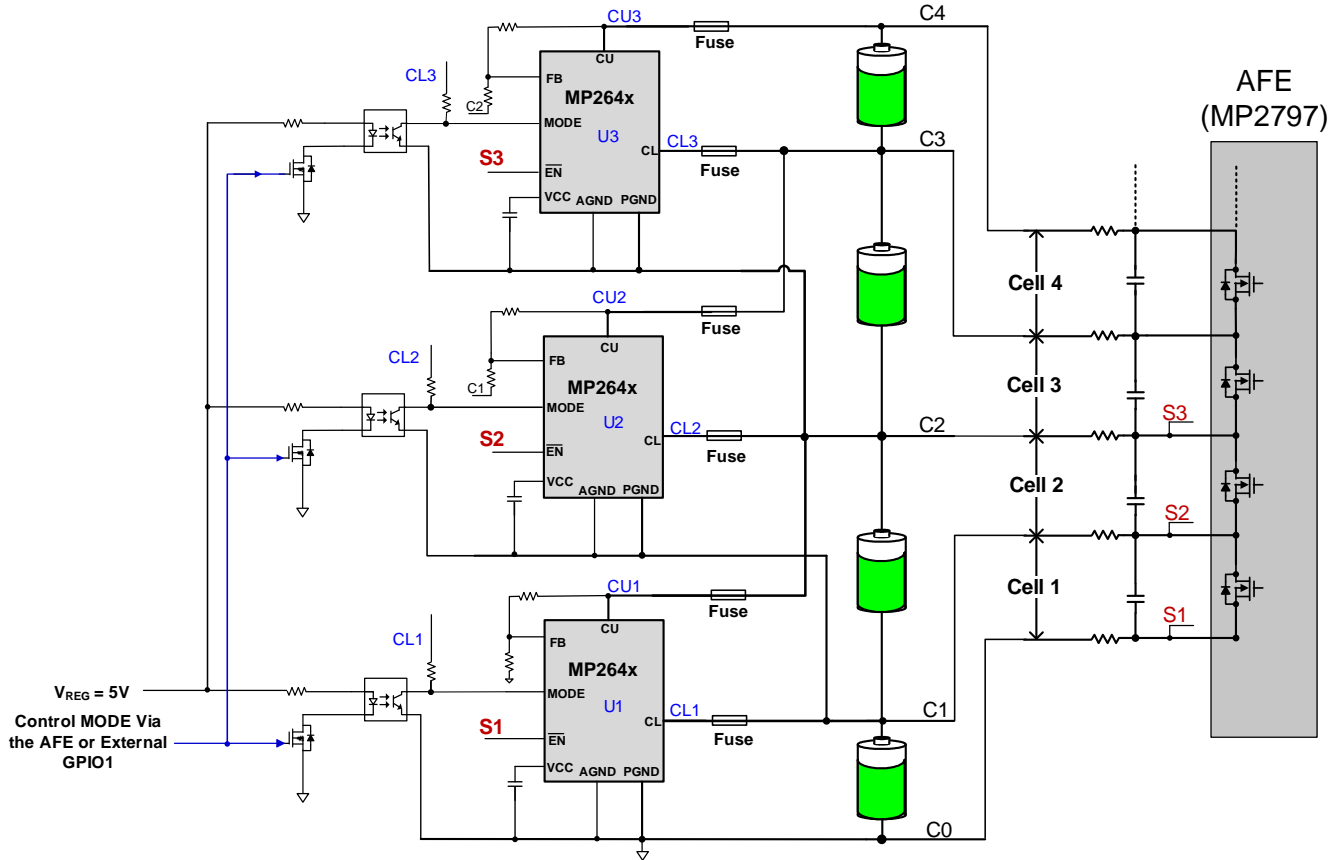 CU3
Fuse
C4
CU
FB
CL3
C2
MP264x
MODE
U3
CL
CL3
Fuse
C3
S3
EN
VCC
AGND
PGND
AFE
(MP2797)
CU2
Fuse
CU
FB
CL2
C1
MP264x
MODE
U2
CL
CL2
Fuse
C2
S2
EN
VCC
AGND
PGND
Cell 4
Cell 3
S3
Cell 2
S2
Cell 1
S1
CU1
Fuse
CU
FB
CL1
MP264x
MODE
U1
CL
CL1
Fuse
C1
S1
EN
VCC
AGND
PGND
C0
VREG = 5V
Control MODE Via
the AFE or External
GPIO1